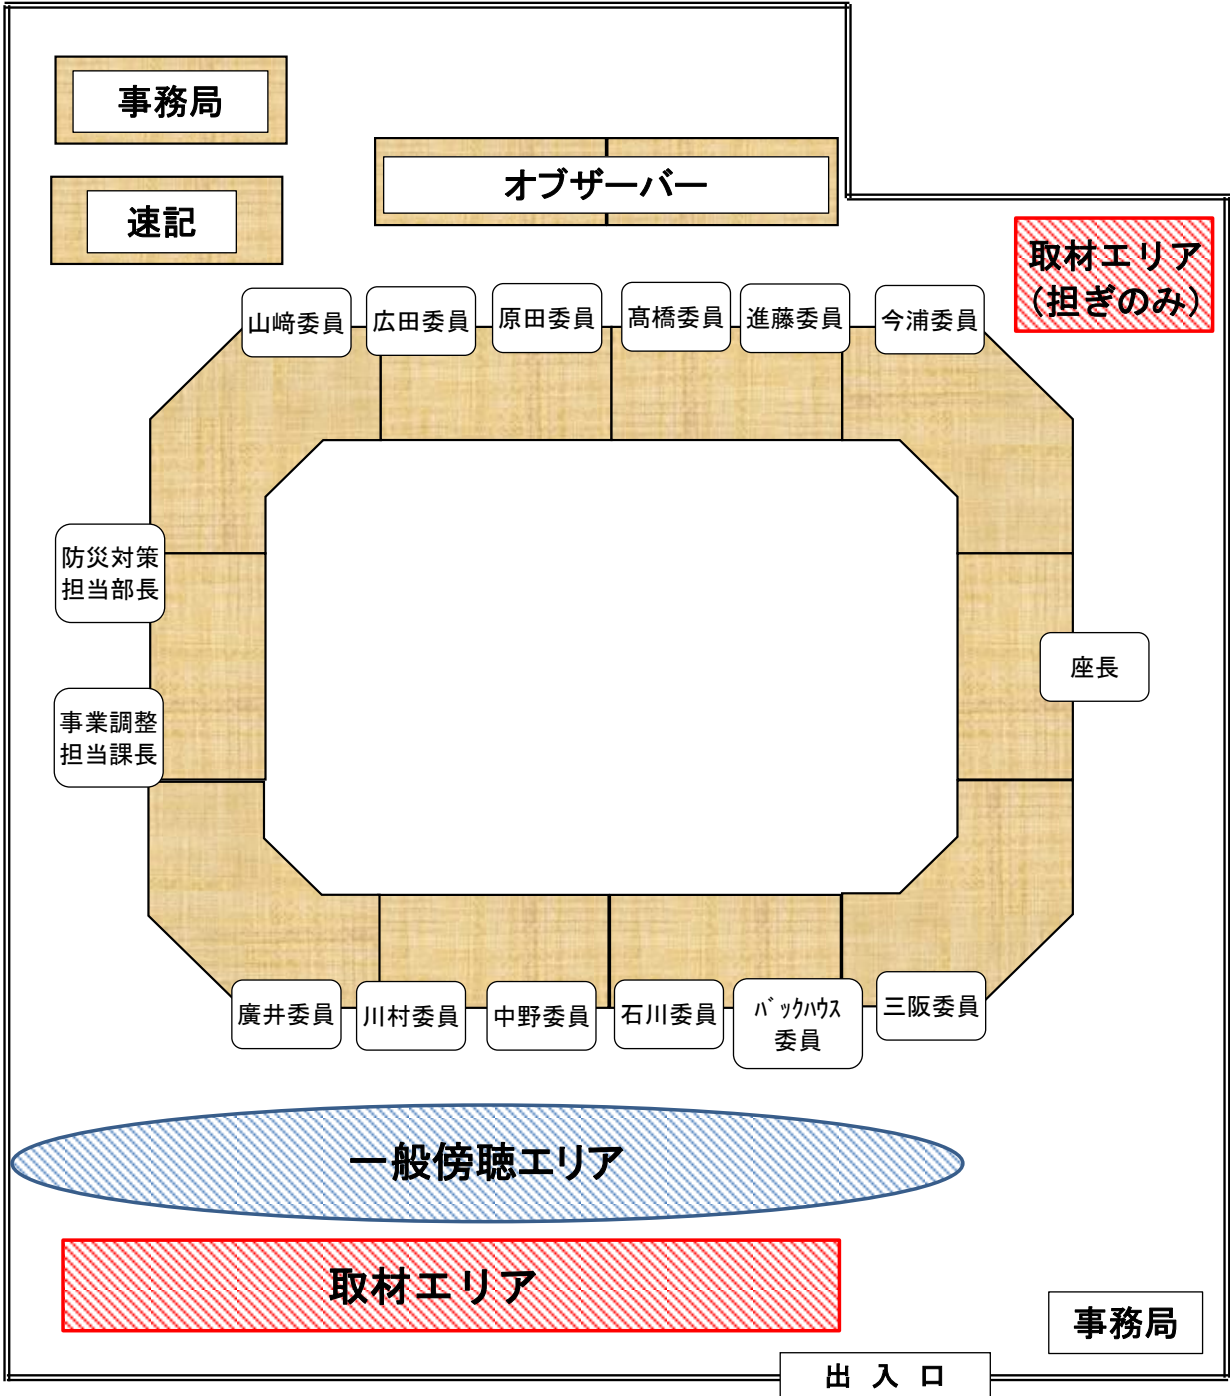 事務局
オブザーバー
速記
取材エリア
(担ぎのみ)
山﨑委員
広田委員
原田委員
髙橋委員
進藤委員
今浦委員
防災対策
担当部長
座長
事業調整
担当課長
廣井委員
川村委員
中野委員
石川委員
ﾊﾞｯｸﾊｳｽ
委員
三阪委員
一般傍聴エリア
取材エリア
事務局
出 入 口